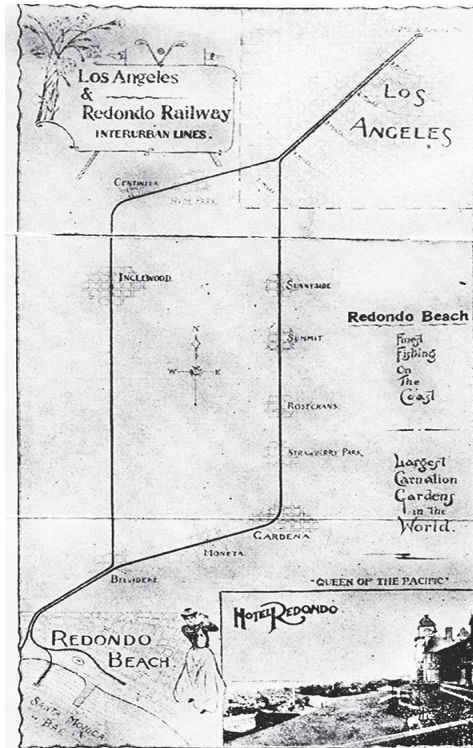 Los Angeles
&
Redondo Railway
INTERURBAN LINES.
LOS
ANGELES
CENTINELA
HYDE PARK.
INGLEWOOD.
SUNNYSIDE
SUMMIT
ROSECRANS.
STRAWBERRY PARK.
GARDENA
MONETA.
BELVIDERE
N
W
E
Redondo Beach
Finest
Fishing
On
The
Coast
Largest
Carnation
Gardens
in the
World.
"QUEEN OF THE PACIFIC"
HOTEL REDONDO
REDONDO
BEACH.
SANTA MONICA
BAY